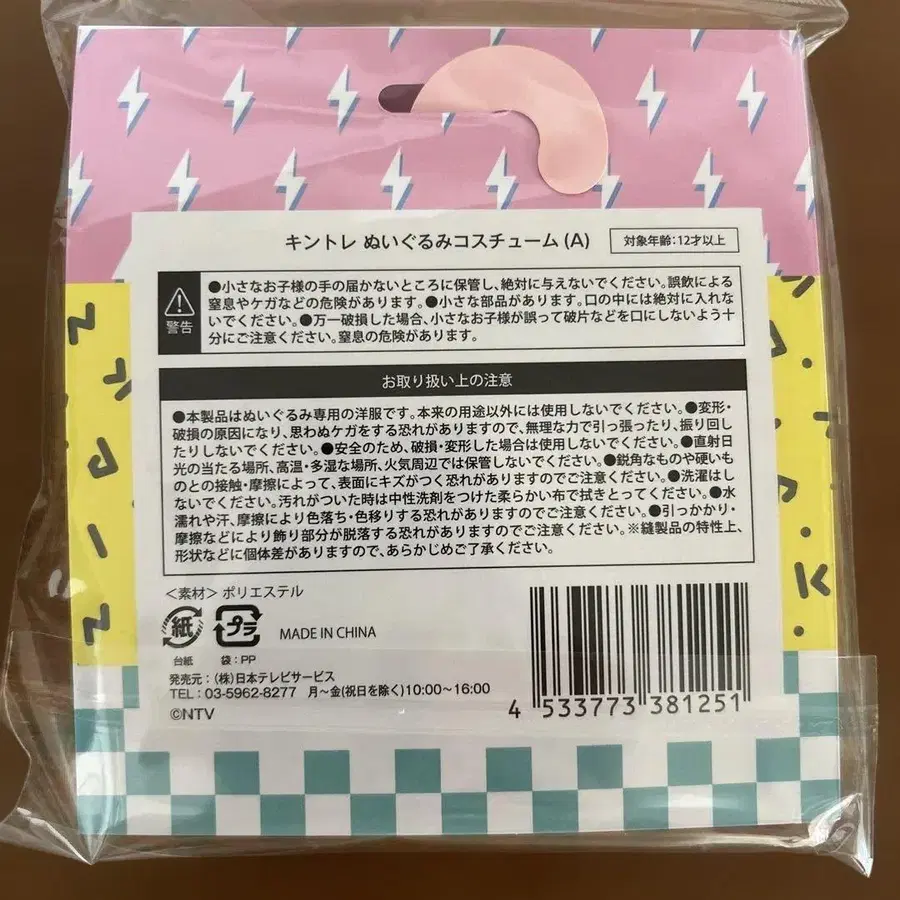 キントレ ぬいぐるみコスチューム (A)
対象年齢:12才以上
警告
●小さなお子様の手の届かないところに保管し、絶対に与えないでください。誤飲による
窒息やケガなどの危険があります。●小さな部品があります。口の中には絶対に入れな
いでください。●万一破損した場合、小さなお子様が誤って破片などを口にしないよう十
分にご注意ください。窒息の危険があります。
お取り扱い上の注意
●本製品はぬいぐるみ専用の洋服です。本来の用途以外には使用しないでください。●変形・
破損の原因になり、思わぬケガをする恐れがありますので、無理な力で引っ張ったり、振り回し
たりしないでください。●安全のため、破損・変形した場合は使用しないでください。●直射日
光の当たる場所、高温・多湿な場所、火気周辺では保管しないでください。●鋭角なものや硬いも
のとの接触・摩擦によって、表面にキズがつく恐れがありますのでご注意ください。●洗濯はし
ないでください。汚れがついた時は中性洗剤をつけた柔らかい布で拭きとってください。●水
濡れや汗、摩擦により色落ち・色移りする恐れがありますのでご注意ください。●引っかかり・
摩擦などにより飾り部分が脱落する恐れがありますのでご注意ください。※縫製品の特性上、
形状などに個体差がありますので、あらかじめご了承ください。
<素材> ポリエステル
紙 プラ MADE IN CHINA
台紙 袋:PP
発売元:(株)日本テレビサービス
TEL:03-5962-8277 月~金(祝日を除く)10:00~16:00
©NTV
4 533773 381251